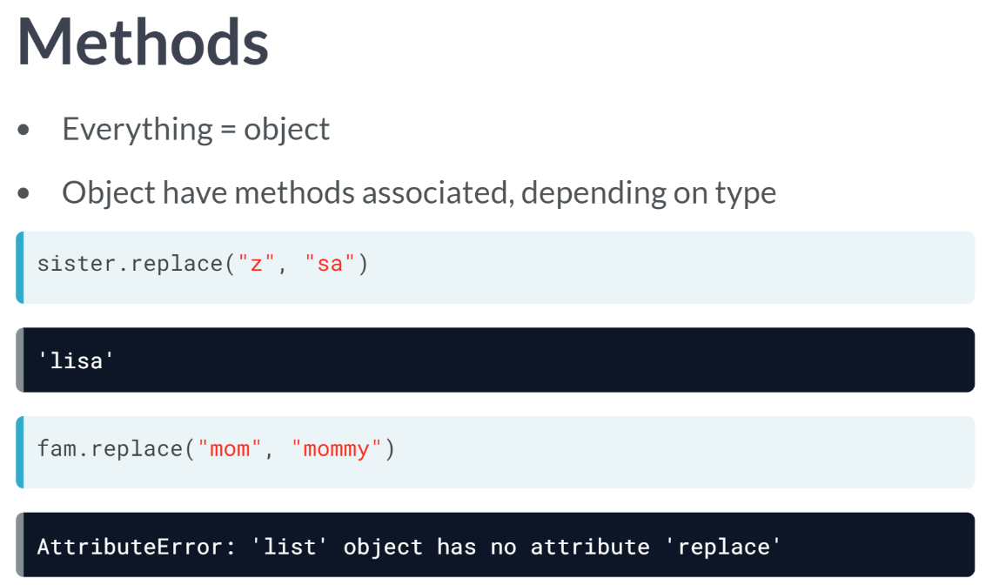 Methods
• Everything = object
• Object have methods associated, depending on type
sister.replace("z", "sa")
'lisa'
fam.replace("mom", "mommy")
AttributeError: 'list' object has no attribute 'replace'